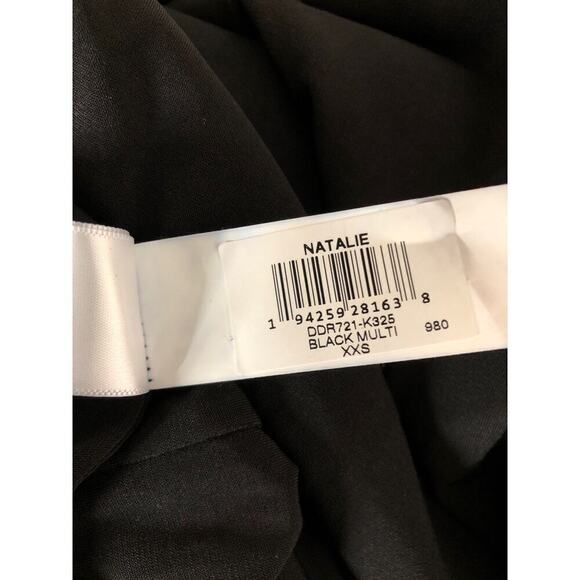 NATALIE
1 94259 28163 8
DDR721-K325
BLACK MULTI 980
XXS